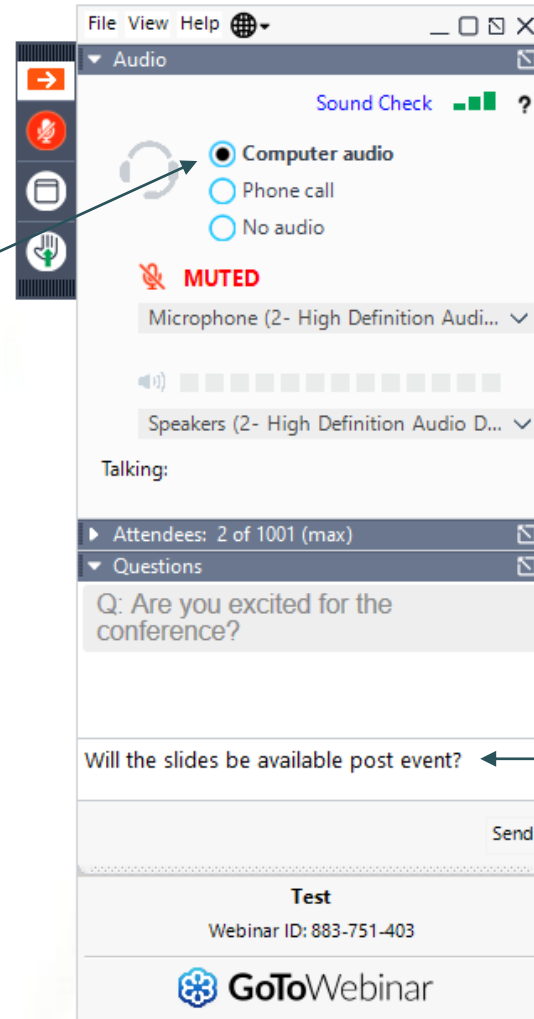 File View Help
Audio
Sound Check ?
Computer audio
Phone call
No audio
MUTED
Microphone (2- High Definition Audi...
Speakers (2- High Definition Audio D...
Talking:
Attendees: 2 of 1001 (max)
Questions
Q: Are you excited for the
conference?
Will the slides be available post event?
Send
Test
Webinar ID: 883-751-403
GoToWebinar